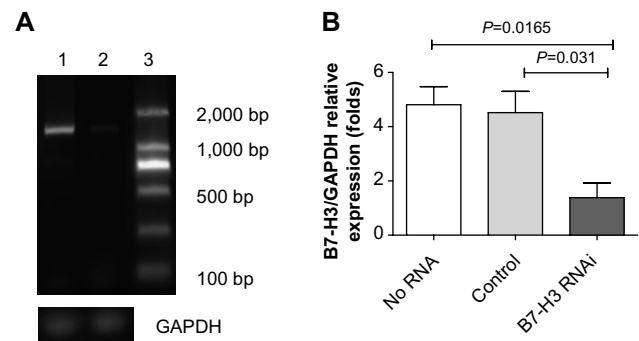 A
1 2 3
2,000 bp
1,000 bp
500 bp
100 bp
GAPDH
B
P=0.0165
P=0.031
B7-H3/GAPDH relative
expression (folds)
6
4
2
0
No RNA
Control
B7-H3 RNAi